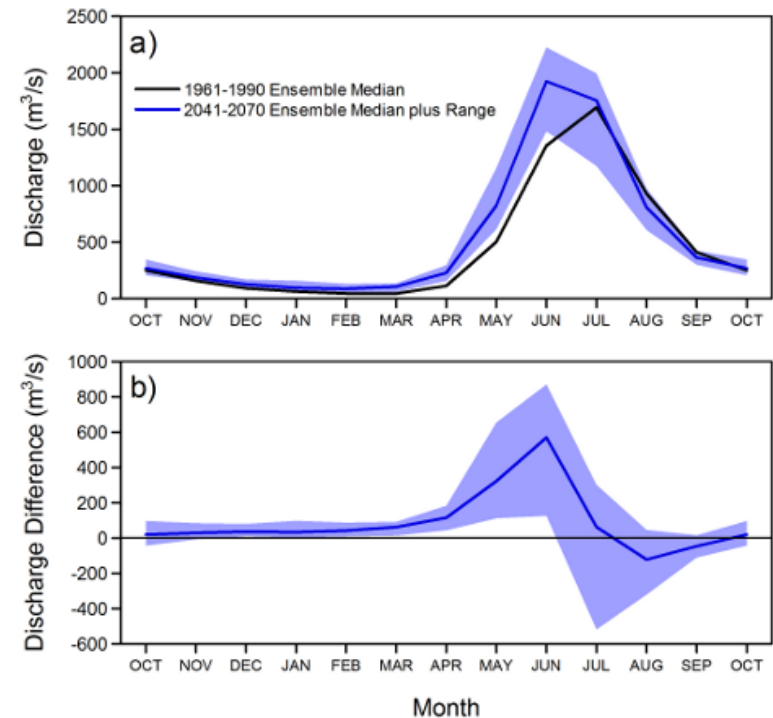 a)
2500
2000
1500
1000
500
0
Discharge (m³/s)
1961-1990 Ensemble Median
2041-2070 Ensemble Median plus Range
OCT NOV DEC JAN FEB MAR APR MAY JUN JUL AUG SEP OCT
b)
1000
800
600
400
200
0
-200
-400
-600
Discharge Difference (m³/s)
OCT NOV DEC JAN FEB MAR APR MAY JUN JUL AUG SEP OCT
Month